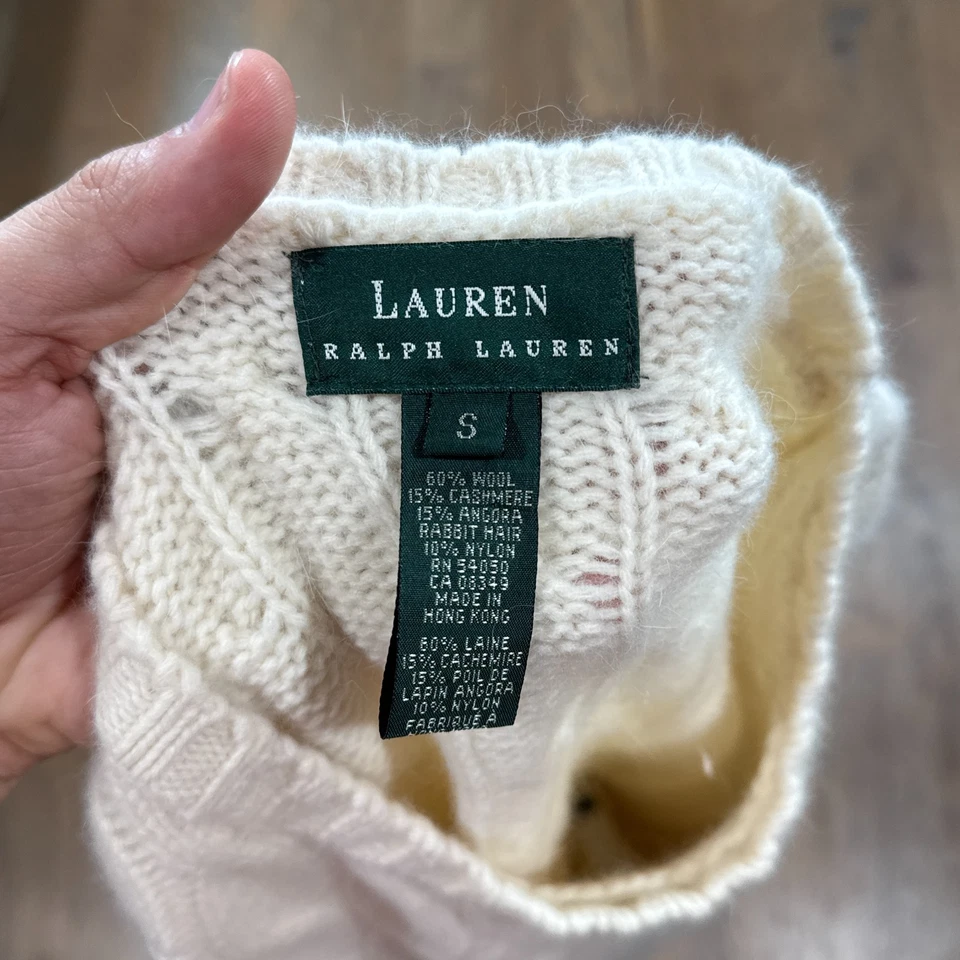 LAUREN
RALPH LAUREN
S
60% WOOL
15% CASHMERE
15% ANGORA
RABBIT HAIR
10% NYLON
RN 54050
CA 08349
MADE IN
HONG KONG
60% LAINE
15% CACHEMIRE
15% POIL DE
LAPIN ANGORA
10% NYLON
FABRIQUE A